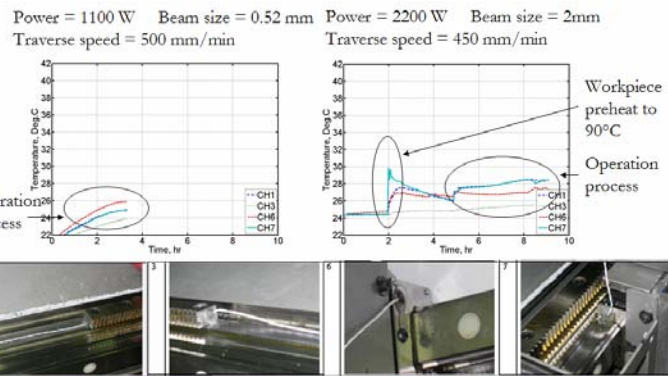 Power = 1100 W Beam size = 0.52 mm
Traverse speed = 500 mm/min
Power = 2200 W Beam size = 2mm
Traverse speed = 450 mm/min
42
40
38
36
34
32
30
28
26
24
22
Temperature, Deg.C
0 2 4 6 8 10
Time, hr
CH1
CH3
CH6
CH7
42
40
38
36
34
32
30
28
26
24
22
Temperature, Deg.C
0 2 4 6 8 10
Time, hr
CH1
CH3
CH6
CH7
Workpiece
preheat to
90°C
Operation
process
ration
ess
3
6
7